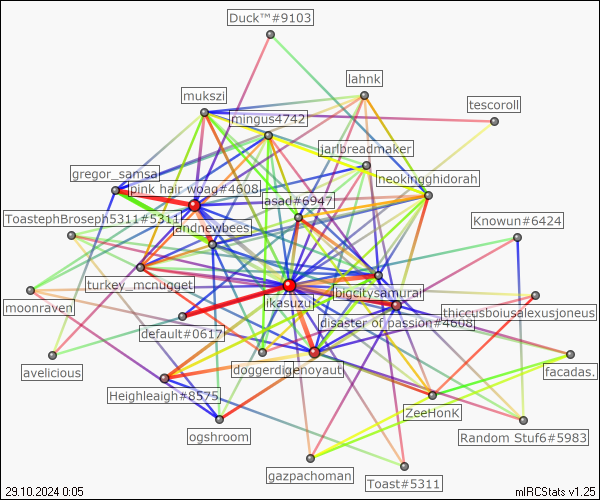 Duck™#9103
lahnk
mukszi
tescoroll
mingus4742
jarlbreadmaker
gregor_samsa
neokingghidorah
pink hair woag#4608
asad#6947
ToastephBroseph5311#5311
Knowun#6424
jandnewbees
turkey_mcnugget
bigcitysamurai
ikasuzu
moonraven
thiccusboiusalexusjoneus
disaster of passion#4608
default#0617
avelicious
doggerdigenoyaut
facadas.
Heighleaigh#8575
ZeeHonK
ogshroom
Random Stuf6#5983
gazpachoman
Toast#5311
29.10.2024 0:05
mIRCStats v1.25